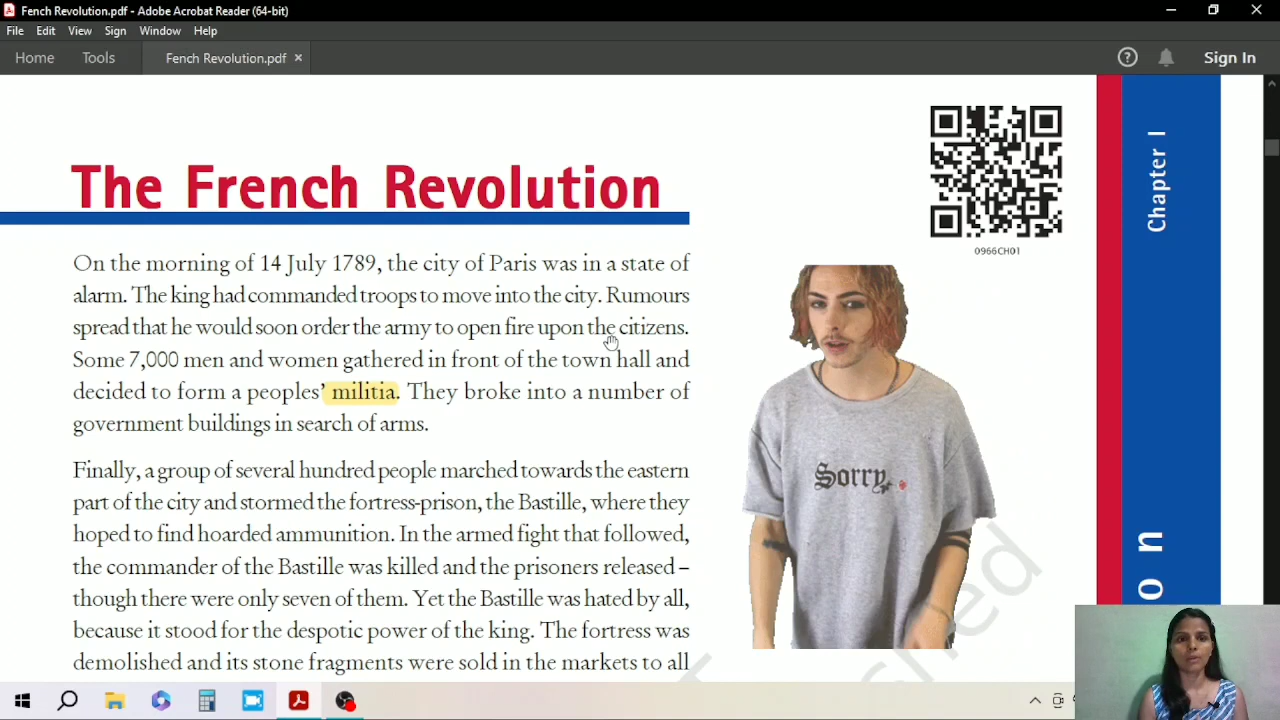 Fench Revolution.pdf - Adobe Acrobat Reader (64-bit)
File Edit View Sign Window Help
Home Tools Fench Revolution.pdf × Sign In
The French Revolution
Chapter I
0966CH01
On the morning of 14 July 1789, the city of Paris was in a state of
alarm. The king had commanded troops to move into the city. Rumours
spread that he would soon order the army to open fire upon the citizens.
Some 7,000 men and women gathered in front of the town hall and
decided to form a peoples’ militia. They broke into a number of
government buildings in search of arms.
Finally, a group of several hundred people marched towards the eastern
part of the city and stormed the fortress-prison, the Bastille, where they
hoped to find hoarded ammunition. In the armed fight that followed,
the commander of the Bastille was killed and the prisoners released –
though there were only seven of them. Yet the Bastille was hated by all,
because it stood for the despotic power of the king. The fortress was
demolished and its stone fragments were sold in the markets to all
Sorry
shed
o n